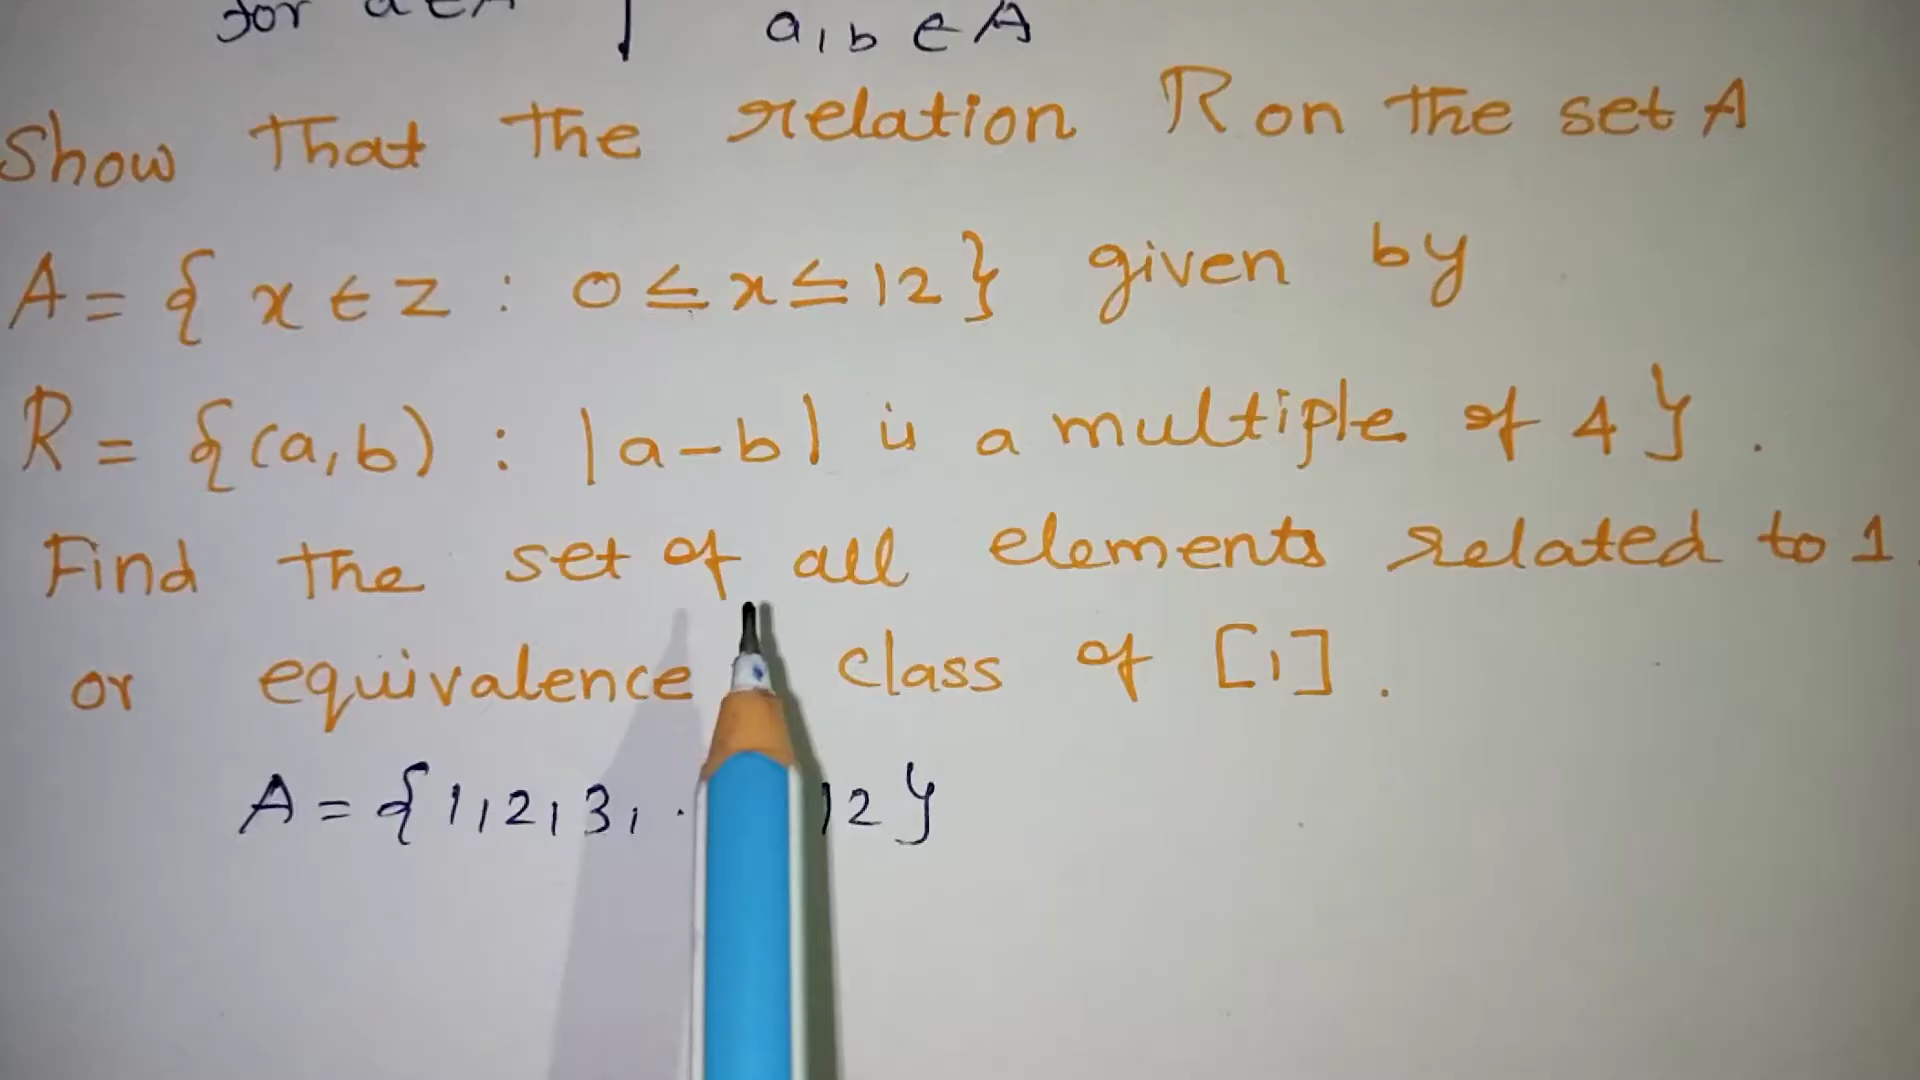 for a ∈ A a, b ∈ A
Show that the relation R on the set A
A = { x ∈ Z : 0 ≤ x ≤ 12 } given by
R = {(a, b) : |a - b| is a multiple of 4 } .
Find the set of all elements related to 1.
or equivalence class of [1] .
A = { 1, 2, 3, . 12 }